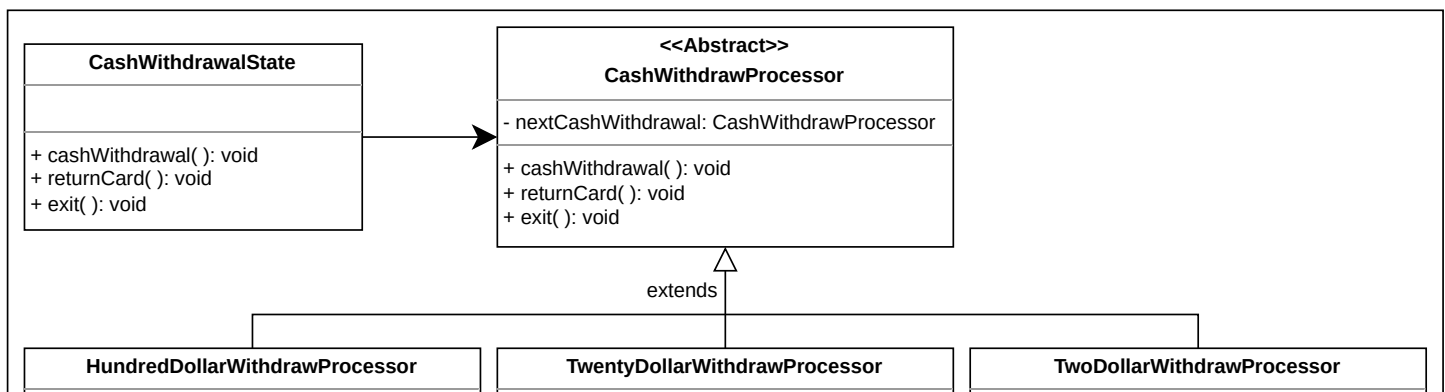 CashWithdrawalState
+ cashWithdrawal( ): void
+ returnCard( ): void
+ exit( ): void
<<Abstract>>
CashWithdrawProcessor
- nextCashWithdrawal: CashWithdrawProcessor
+ cashWithdrawal( ): void
+ returnCard( ): void
+ exit( ): void
extends
HundredDollarWithdrawProcessor
TwentyDollarWithdrawProcessor
TwoDollarWithdrawProcessor